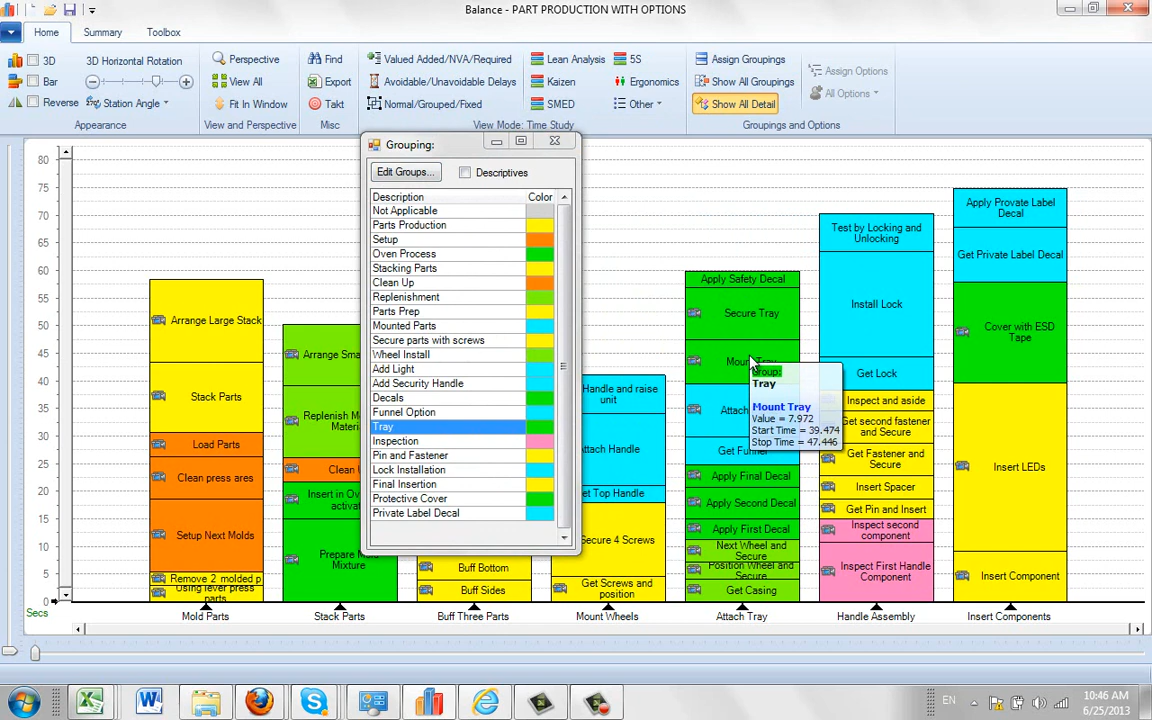 Balance - PART PRODUCTION WITH OPTIONS
Home Summary Toolbox
3D 3D Horizontal Rotation
Bar
Reverse Station Angle
Appearance
Perspective
View All
Fit In Window
View and Perspective
Find
Export
Takt
Misc
Valued Added/NVA/Required
Avoidable/Unavoidable Delays
Normal/Grouped/Fixed
Lean Analysis
Kaizen
SMED
5S
Ergonomics
Other
View Mode: Time Study
Assign Groupings
Show All Groupings
Show All Detail
Assign Options
All Options
Groupings and Options
Grouping:
Edit Groups... Descriptives
Description Color
Not Applicable
Parts Production
Setup
Oven Process
Stacking Parts
Clean Up
Replenishment
Parts Prep
Mounted Parts
Secure parts with screws
Wheel Install
Add Light
Add Security Handle
Decals
Funnel Option
Tray
Inspection
Pin and Fastener
Lock Installation
Final Insertion
Protective Cover
Private Label Decal
80
75
70
65
60
55
50
45
40
35
30
25
20
15
10
5
0
Secs
Arrange Large Stack
Stack Parts
Load Parts
Clean press areas
Setup Next Molds
Remove 2 molded p
Using lever press
parts
Mold Parts
Arrange Sma
Replenish M
Materia
Clean U
Insert in Ov
activa
Prepare Mo
Mixture
Stack Parts
Buff Bottom
Buff Sides
Buff Three Parts
Handle and raise
unit
ttach Handle
et Top Handle
Secure 4 Screws
Get Screws and
position
Mount Wheels
Apply Safety Decal
Secure Tray
Moun Tray
Attach
Get Funnel
Apply Final Decal
Apply Second Decal
Apply First Decal
Next Wheel and
Secure
Position Wheel and
Secure
Get Casing
Attach Tray
Group:
Tray
Mount Tray
Value = 7.972
Start Time = 39.474
Stop Time = 47.446
Test by Locking and
Unlocking
Install Lock
Get Lock
Inspect and aside
Get second fastener
and Secure
Get Fastener and
Secure
Insert Spacer
Get Pin and Insert
Inspect second
component
Inspect First Handle
Component
Handle Assembly
Apply Provate Label
Decal
Get Private Label Decal
Cover with ESD
Tape
Insert LEDs
Insert Component
Insert Components
EN
10:46 AM
6/25/2013